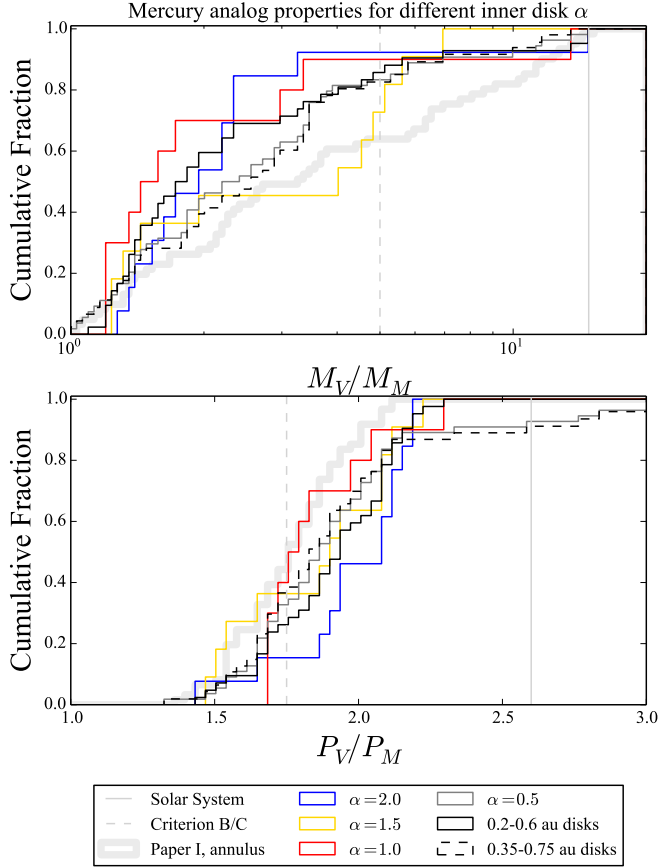 Mercury analog properties for different inner disk α
1.0
0.8
0.6
0.4
0.2
0.0
Cumulative Fraction
10⁰ 10¹
M_V/M_M
1.0
0.8
0.6
0.4
0.2
0.0
Cumulative Fraction
1.0 1.5 2.0 2.5 3.0
P_V/P_M
Solar System α=2.0 α=0.5
Criterion B/C α=1.5 0.2-0.6 au disks
Paper I, annulus α=1.0 0.35-0.75 au disks